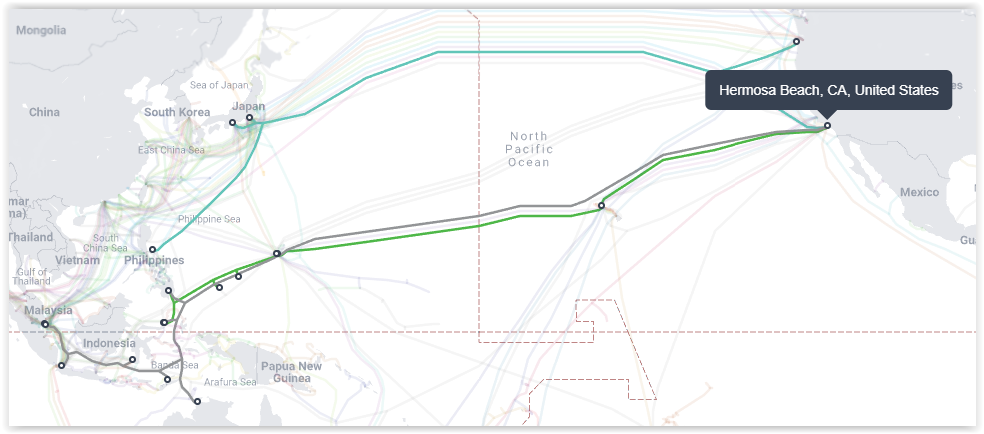 Mongolia
Sea of Japan
Hermosa Beach, CA, United States
China
South Korea
Japan
North
Pacific
Ocean
East China Sea
Mexico
Philippine Sea
Thailand
South
China Sea
Vietnam
Philippines
Gulf of
Thailand
Malaysia
Indonesia
Banda Sea
Papua New
Guinea
Arafura Sea